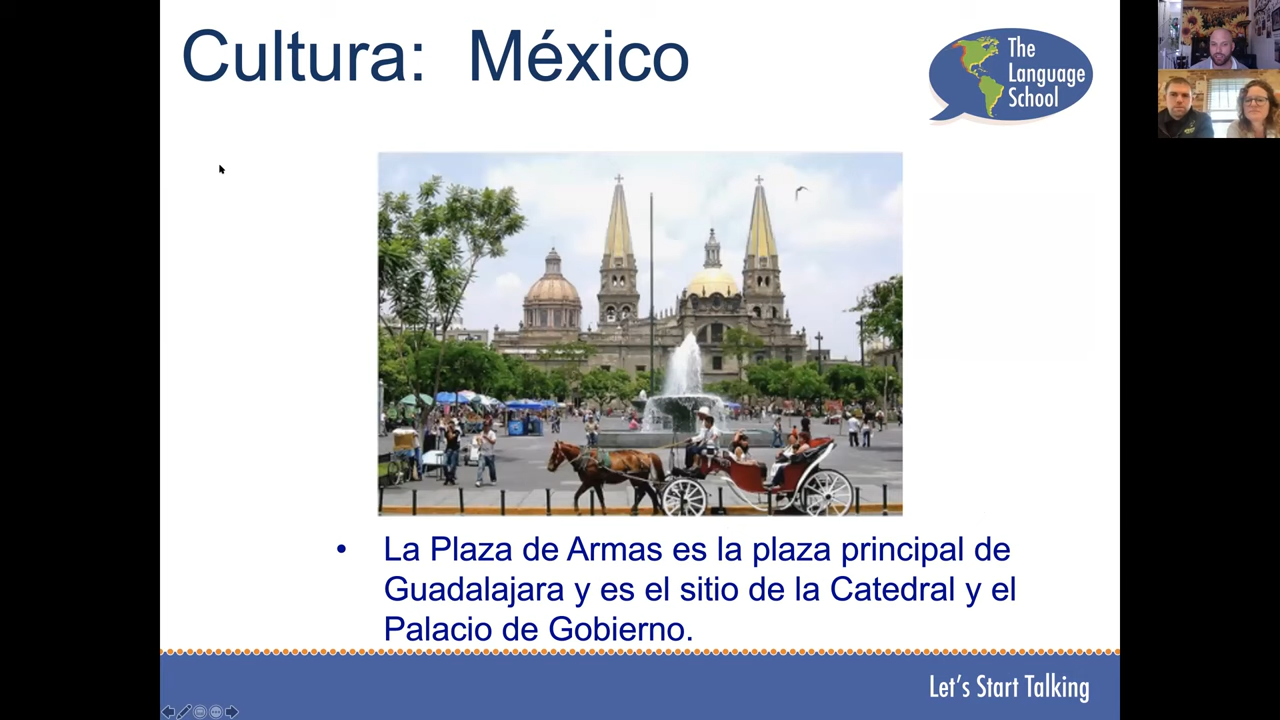 Cultura: México
The
Language
School
• La Plaza de Armas es la plaza principal de
Guadalajara y es el sitio de la Catedral y el
Palacio de Gobierno.
Let's Start Talking